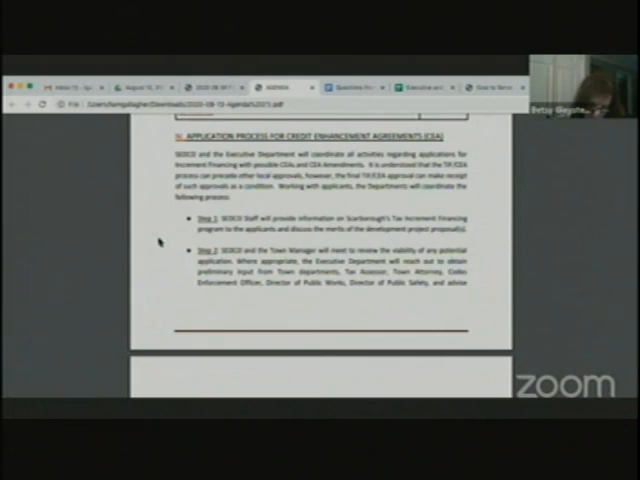 AGENDA
File
IV. APPLICATION PROCESS FOR CREDIT ENHANCEMENT AGREEMENTS (CEA)
SEDCO and the Executive Department will coordinate all activities regarding applications for
Increment Financing with possible CEAs and CEA Amendments. It is understood that the TIF/CEA
process can precede other local approvals, however, the final TIF/CEA approval can make receipt
of such approvals as a condition. Working with applicants, the Departments will coordinate the
following process:
• Step 1: SEDCO Staff will provide information on Scarborough's Tax Increment Financing
program to the applicants and discuss the merits of the development project proposal(s).
• Step 2: SEDCO and the Town Manager will meet to review the viability of any potential
application. Where appropriate, the Executive Department will reach out to obtain
preliminary input from Town departments, Tax Assessor, Town Attorney, Codes
Enforcement Officer, Director of Public Works, Director of Public Safety, and advise
zoom